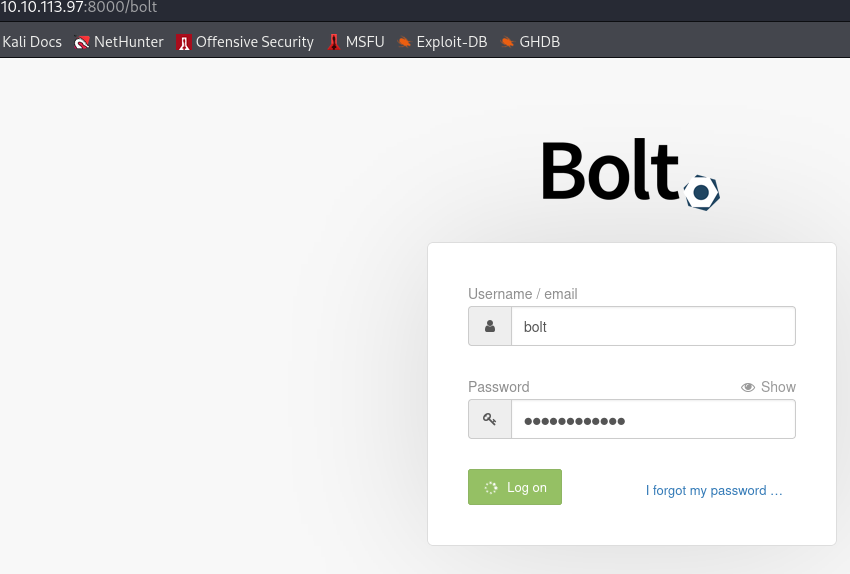 10.10.113.97:8000/bolt
Kali Docs NetHunter Offensive Security MSFU Exploit-DB GHDB
Bolt
Username / email
bolt
Password Show
●●●●●●●●●●●●
Log on I forgot my password …